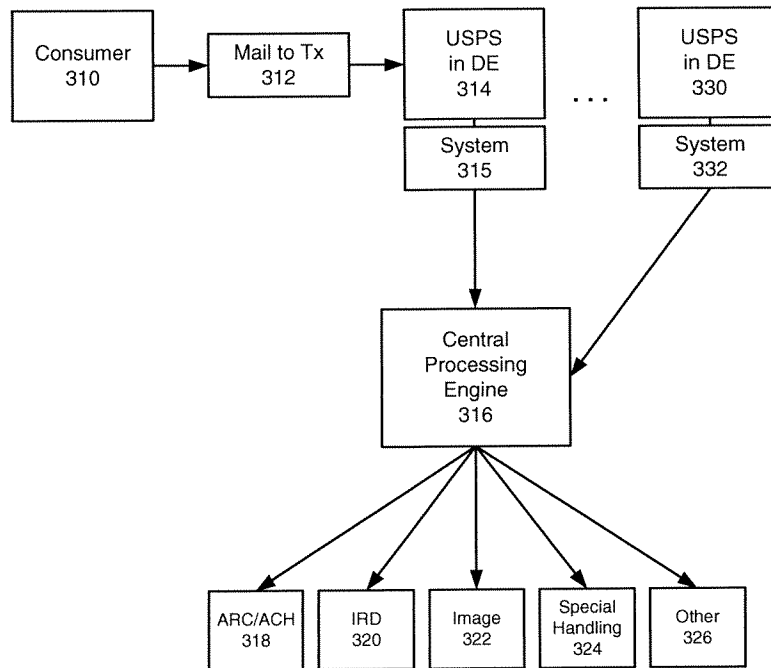 Consumer
310
Mail to Tx
312
USPS
in DE
314
. . .
USPS
in DE
330
System
315
System
332
Central
Processing
Engine
316
ARC/ACH
318
IRD
320
Image
322
Special
Handling
324
Other
326